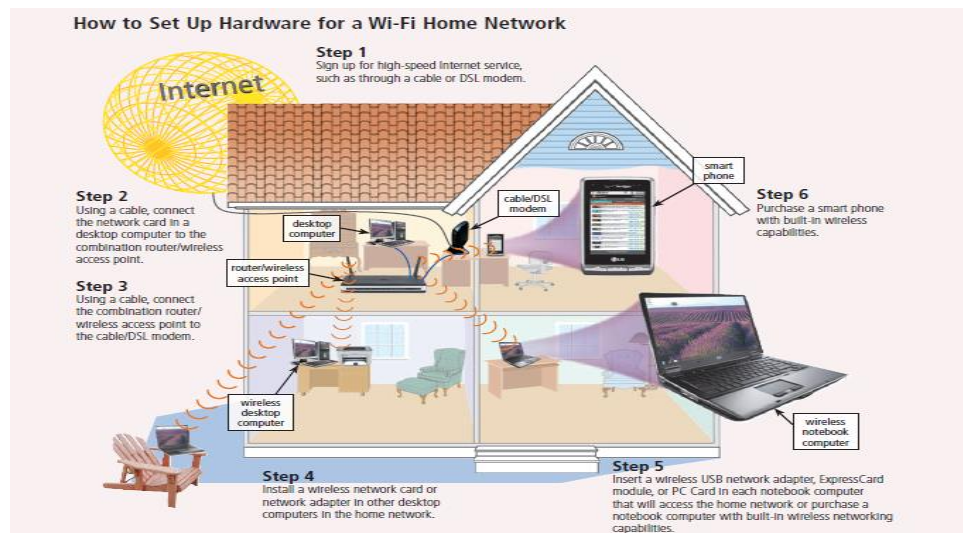 How to Set Up Hardware for a Wi-Fi Home Network
Step 1
Sign up for high-speed Internet service,
such as through a cable or DSL modem.
Internet
Step 2
Using a cable, connect
the network card in a
desktop computer to the
combination router/wireless
access point.
Step 3
Using a cable, connect
the combination router/
wireless access point to
the cable/DSL modem.
desktop
computer
cable/DSL
modem
smart
phone
router/wireless
access point
Step 6
Purchase a smart phone
with built-in wireless
capabilities.
LG
wireless
desktop
computer
wireless
notebook
computer
Step 4
Install a wireless network card or
network adapter in other desktop
computers in the home network.
Step 5
Insert a wireless USB network adapter, ExpressCard
module, or PC Card in each notebook computer
that will access the home network or purchase a
notebook computer with built-in wireless networking
capabilities.